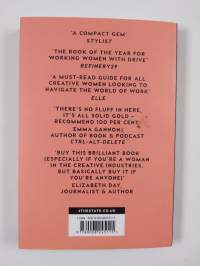 'A COMPACT GEM'
STYLIST
'THE BOOK OF THE YEAR FOR
WORKING WOMEN WITH DRIVE'
REFINERY29
'A MUST-READ GUIDE FOR ALL
CREATIVE WOMEN LOOKING TO
NAVIGATE THE WORLD OF WORK'
ELLE
'THERE'S NO FLUFF IN HERE,
IT'S ALL SOLID GOLD –
RECOMMEND 100 PER CENT.'
EMMA GANNON,
AUTHOR OF BOOK & PODCAST
CTRL-ALT-DELETE
'BUY THIS BRILLIANT BOOK
(ESPECIALLY IF YOU'RE A WOMAN
IN THE CREATIVE INDUSTRIES,
BUT BASICALLY BUY IT IF
YOU'RE ANYONE)'
ELIZABETH DAY,
JOURNALIST & AUTHOR